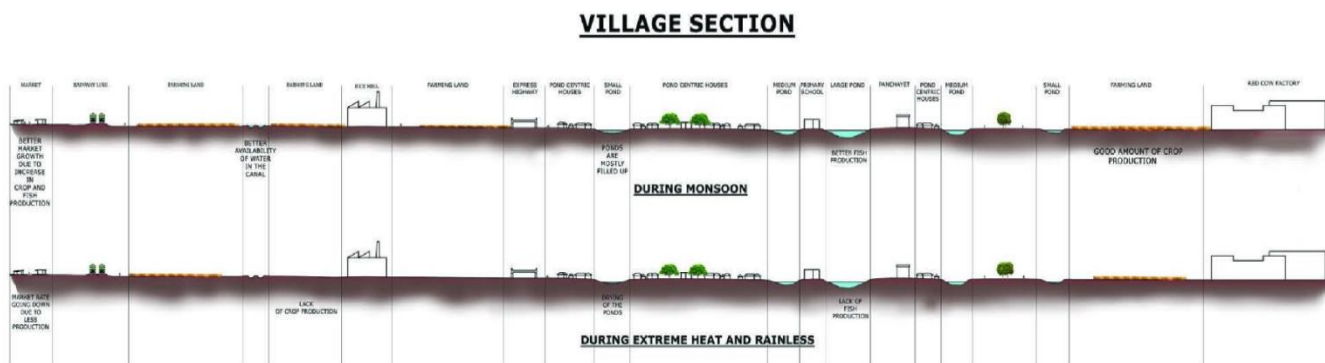 VILLAGE SECTION
MARKET
RAILWAY LINE
FARMING LAND
FARMING LAND
RICE MILL
FARMING LAND
EXPRESS
HIGHWAY
POND CENTRIC
HOUSES
SMALL
POND
POND CENTRIC HOUSES
MEDIUM
POND
PRIMARY
SCHOOL
LARGE POND
PANCHAYET
POND
CENTRIC
HOUSES
MEDIUM
POND
SMALL
POND
FARMING LAND
RED COW FACTORY
BETTER
MARKET
GROWTH
DUE TO
INCREASE
IN
CROP AND
FISH
PRODUCTION
BETTER
AVAILABILITY
OF WATER
IN THE
CANAL
PONDS
ARE
MOSTLY
FILLED UP
BETTER FISH
PRODUCTION
GOOD AMOUNT OF CROP
PRODUCTION
DURING MONSOON
MARKET RATE
GOING DOWN
DUE TO
LESS
PRODUCTION
LACK
OF CROP PRODUCTION
DRYING
OF THE
PONDS
LACK OF
FISH
PRODUCTION
DURING EXTREME HEAT AND RAINLESS